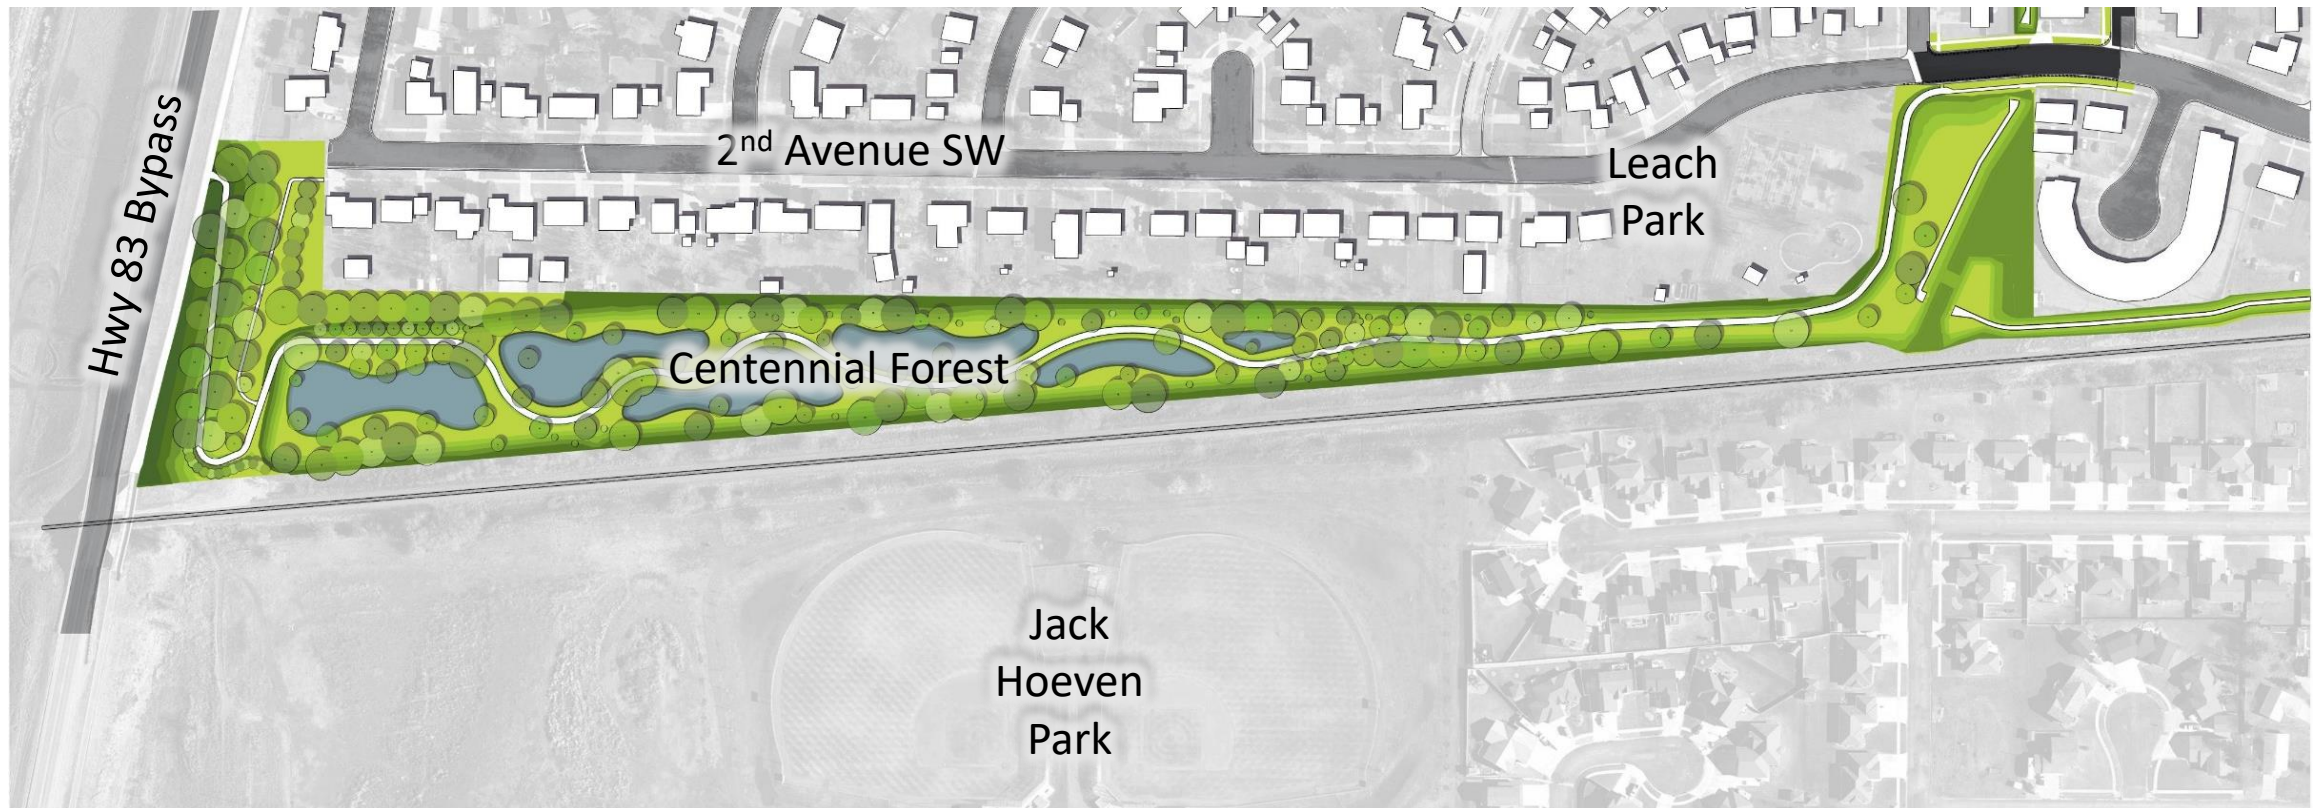 Hwy 83 Bypass
2nd Avenue SW
Leach
Park
Centennial Forest
Jack
Hoeven
Park